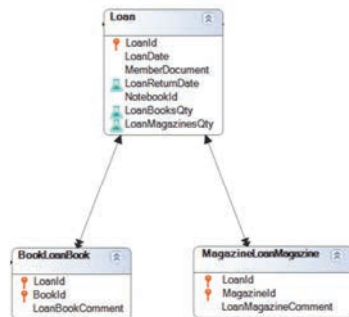 Loan
LoanId
LoanDate
MemberDocument
LoanReturnDate
NotebookId
LoanBooksQty
LoanMagazinesQty
BookLoanBook
LoanId
BookId
LoanBookComment
MagazineLoanMagazine
LoanId
MagazineId
LoanMagazineComment